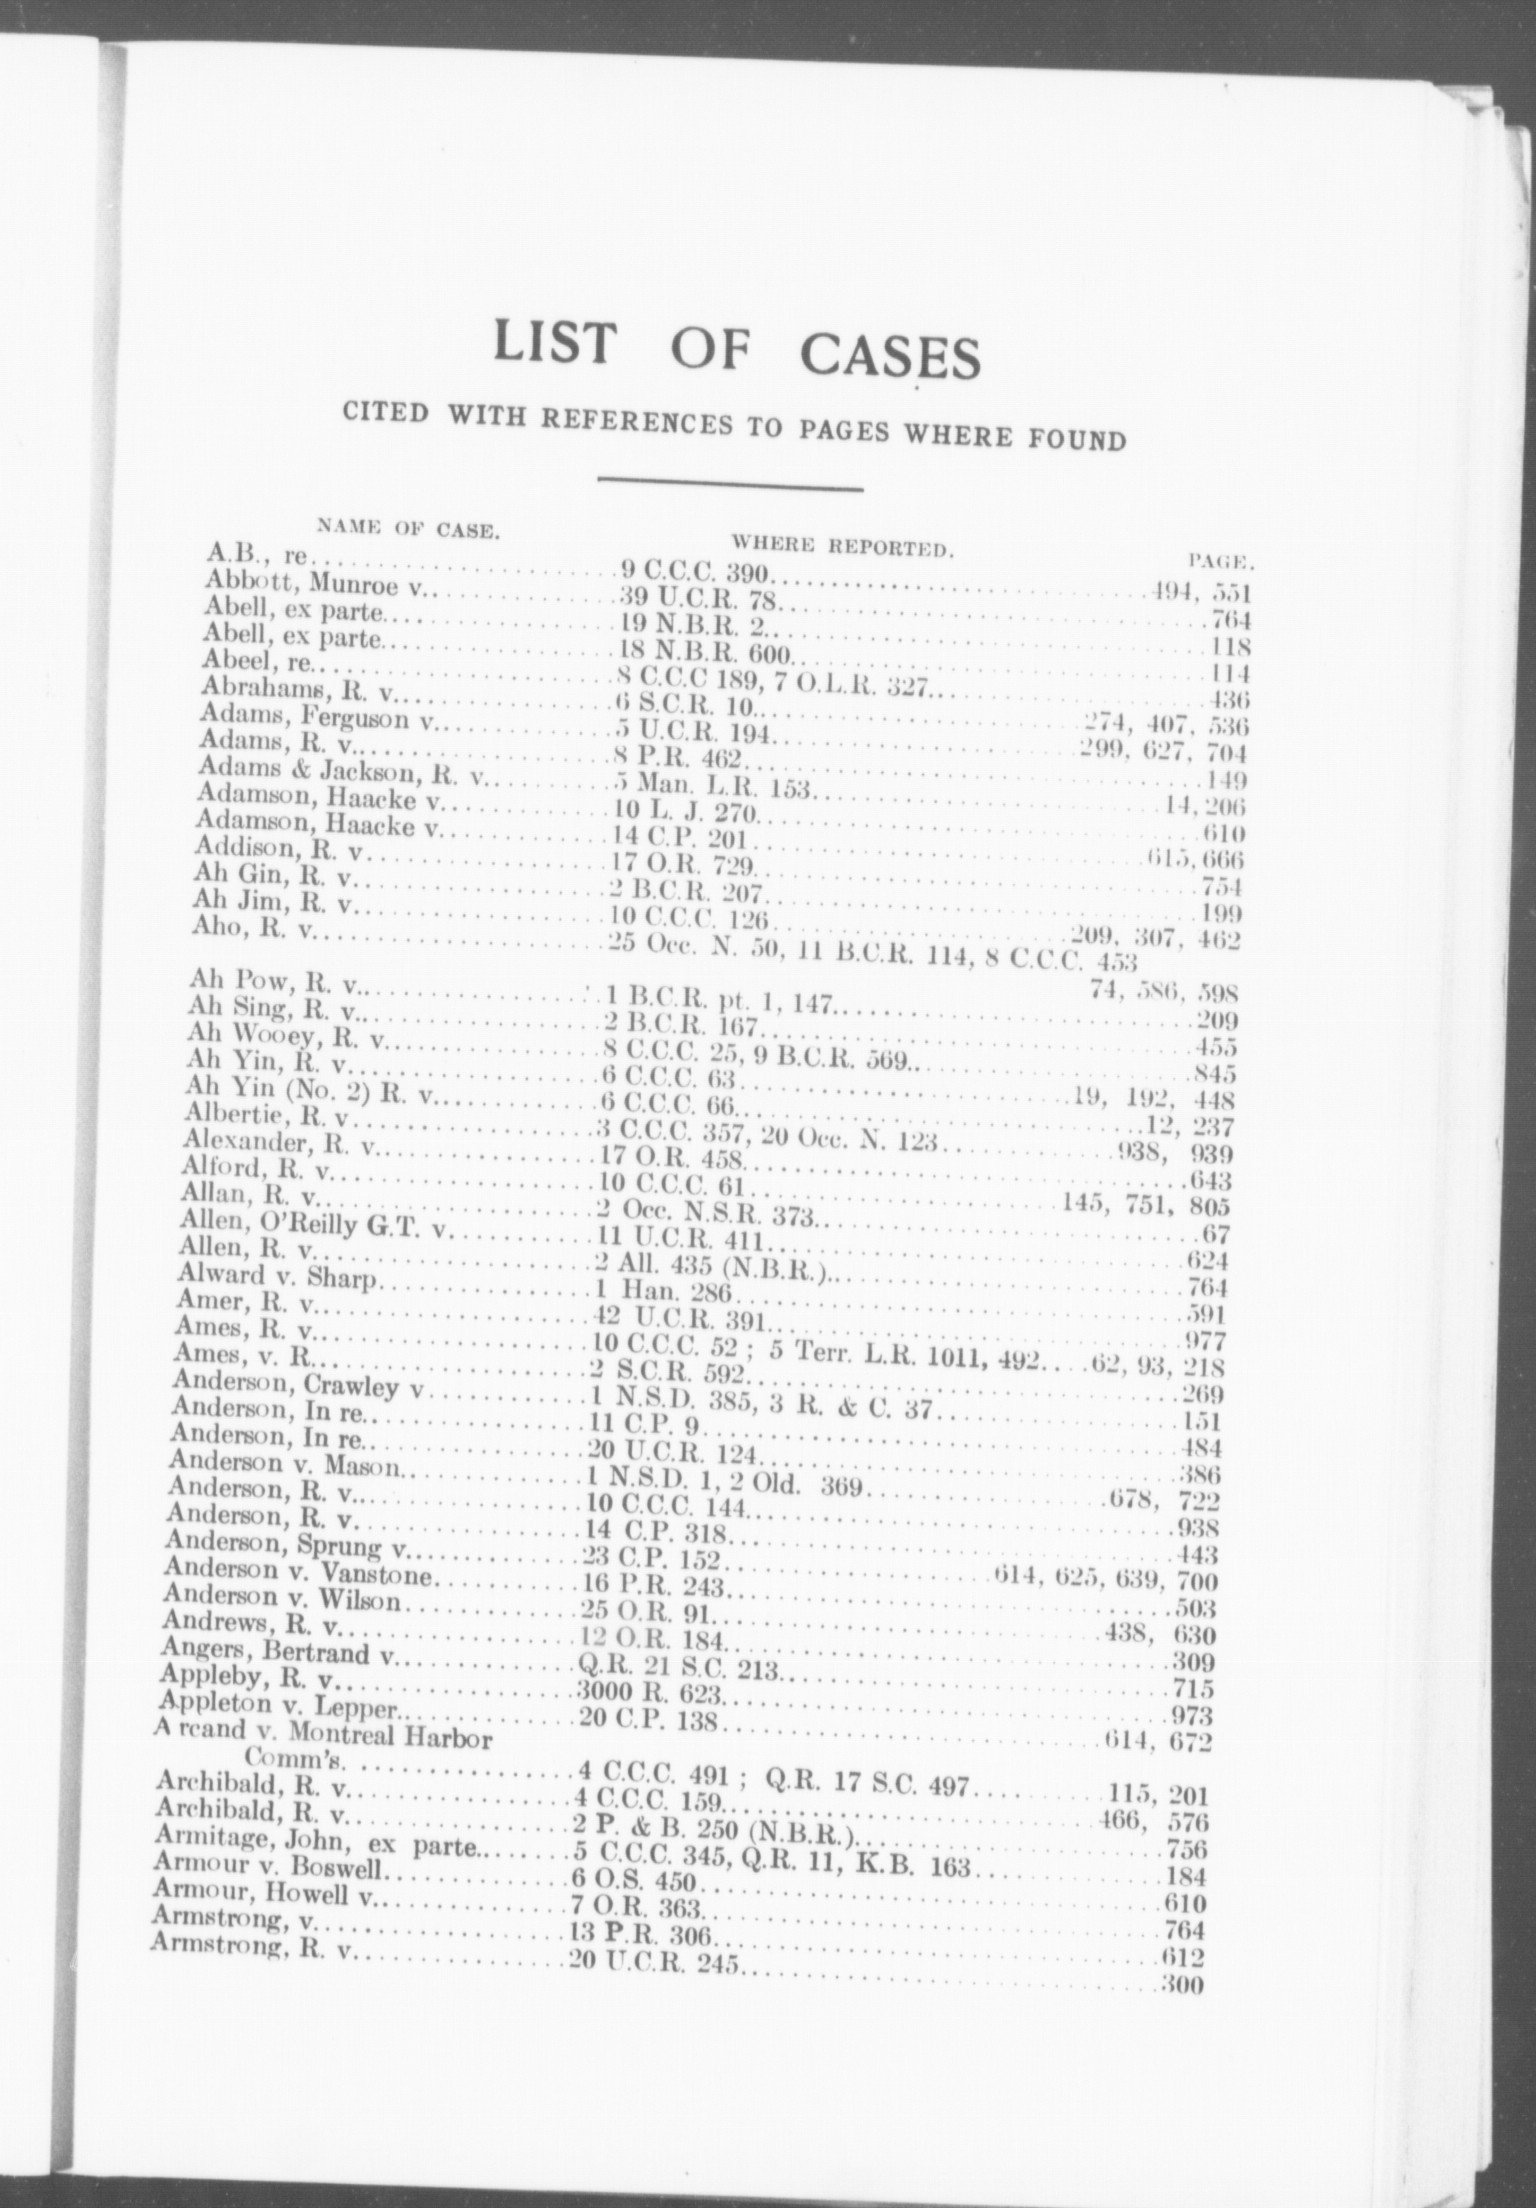 LIST OF CASES
CITED WITH REFERENCES TO PAGES WHERE FOUND
NAME OF CASE. WHERE REPORTED. PAGE.
A.B., re........................9 C.C.C. 390..............................494, 551
Abbott, Munroe v................39 U.C.R. 78..............................764
Abell, ex parte.................19 N.B.R. 2...............................118
Abell, ex parte.................18 N.B.R. 600.............................114
Abeel, re.......................8 C.C.C 189, 7 O.L.R. 327.................436
Abrahams, R. v..................6 S.C.R. 10.......................274, 407, 536
Adams, Ferguson v...............5 U.C.R. 194......................299, 627, 704
Adams, R. v.....................8 P.R. 462................................149
Adams & Jackson, R. v...........5 Man. L.R. 153...........................14, 206
Adamson, Haacke v...............10 L. J. 270..............................610
Adamson, Haacke v...............14 C.P. 201...............................615, 666
Addison, R. v...................17 O.R. 729...............................754
Ah Gin, R. v....................2 B.C.R. 207..............................199
Ah Jim, R. v....................10 C.C.C. 126.....................209, 307, 462
Aho, R. v.......................25 Occ. N. 50, 11 B.C.R. 114, 8 C.C.C. 453
74, 586, 598
Ah Pow, R. v....................1 B.C.R. pt. 1, 147.......................209
Ah Sing, R. v...................2 B.C.R. 167..............................455
Ah Wooey, R. v..................8 C.C.C. 25, 9 B.C.R. 569.................845
Ah Yin, R. v....................6 C.C.C. 63.......................19, 192, 448
Ah Yin (No. 2) R. v.............6 C.C.C. 66...............................12, 237
Albertie, R. v..................3 C.C.C. 357, 20 Occ. N. 123..............938, 939
Alexander, R. v.................17 O.R. 458...............................643
Alford, R. v....................10 C.C.C. 61......................145, 751, 805
Allan, R. v.....................2 Occ. N.S.R. 373.........................67
Allen, O'Reilly G.T. v..........11 U.C.R. 411.............................624
Allen, R. v.....................2 All. 435 (N.B.R.).......................764
Alward v. Sharp.................1 Han. 286................................591
Amer, R. v......................42 U.C.R. 391.............................977
Ames, R. v......................10 C.C.C. 52 ; 5 Terr. L.R. 1011, 492....62, 93, 218
Ames, v. R......................2 S.C.R. 592..............................269
Anderson, Crawley v.............1 N.S.D. 385, 3 R. & C. 37................151
Anderson, In re.................11 C.P. 9.................................484
Anderson, In re.................20 U.C.R. 124.............................386
Anderson v. Mason...............1 N.S.D. 1, 2 Old. 369....................678, 722
Anderson, R. v..................10 C.C.C. 144.............................938
Anderson, R. v..................14 C.P. 318...............................443
Anderson, Sprung v..............23 C.P. 152.......................614, 625, 639, 700
Anderson v. Vanstone............16 P.R. 243...............................503
Anderson v. Wilson..............25 O.R. 91................................438, 630
Andrews, R. v...................12 O.R. 184...............................309
Angers, Bertrand v..............Q.R. 21 S.C. 213..........................715
Appleby, R. v...................3000 R. 623...............................973
Appleton v. Lepper..............20 C.P. 138...............................614, 672
Arcand v. Montreal Harbor
Comm's..........................4 C.C.C. 491 ; Q.R. 17 S.C. 497...........115, 201
Archibald, R. v.................4 C.C.C. 159..............................466, 576
Archibald, R. v.................2 P. & B. 250 (N.B.R.)....................756
Armitage, John, ex parte........5 C.C.C. 345, Q.R. 11, K.B. 163...........184
Armour v. Boswell...............6 O.S. 450................................610
Armour, Howell v................7 O.R. 363................................764
Armstrong, v....................13 P.R. 306...............................612
Armstrong, R. v.................20 U.C.R. 245.............................300